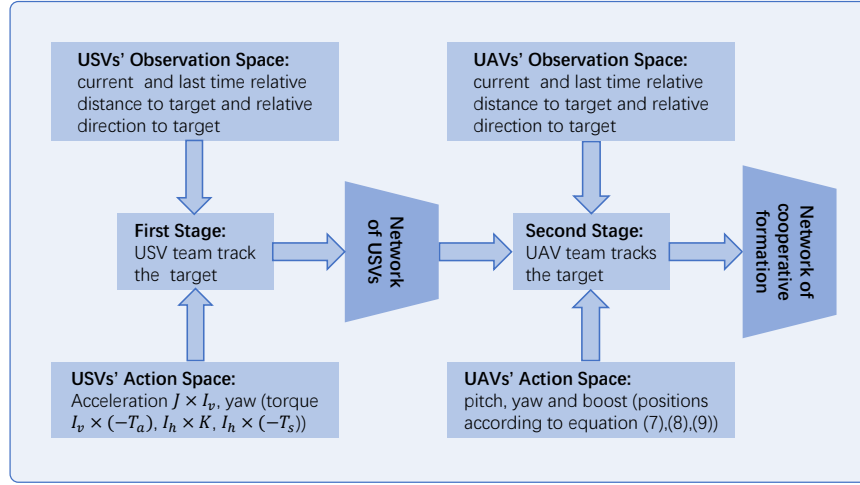 USVs' Observation Space:
current and last time relative
distance to target and relative
direction to target
UAVs' Observation Space:
current and last time relative
distance to target and relative
direction to target
First Stage:
USV team track
the target
Network
of USVs
Second Stage:
UAV team tracks
the target
Network of
cooperative
formation
USVs' Action Space:
Acceleration J × I_v, yaw (torque
I_v × (−T_a), I_h × K, I_h × (−T_s))
UAVs' Action Space:
pitch, yaw and boost (positions
according to equation (7),(8),(9))